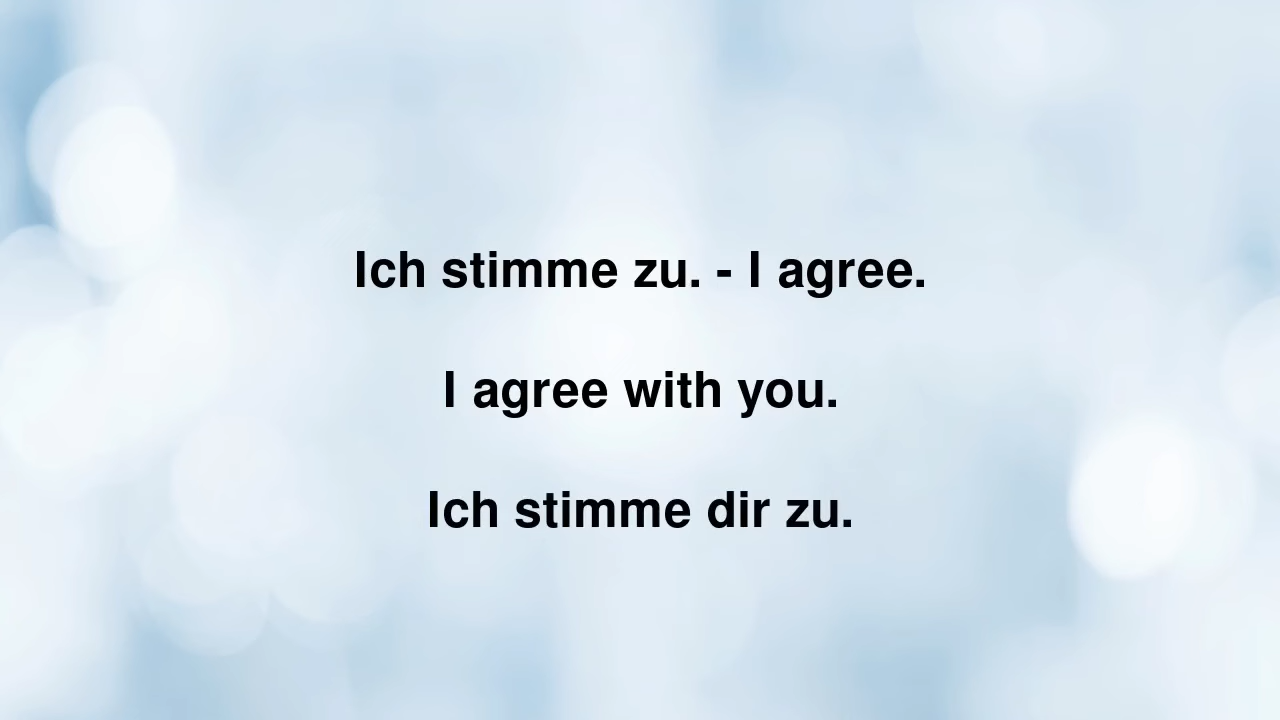 Ich stimme zu. - I agree.
I agree with you.
Ich stimme dir zu.